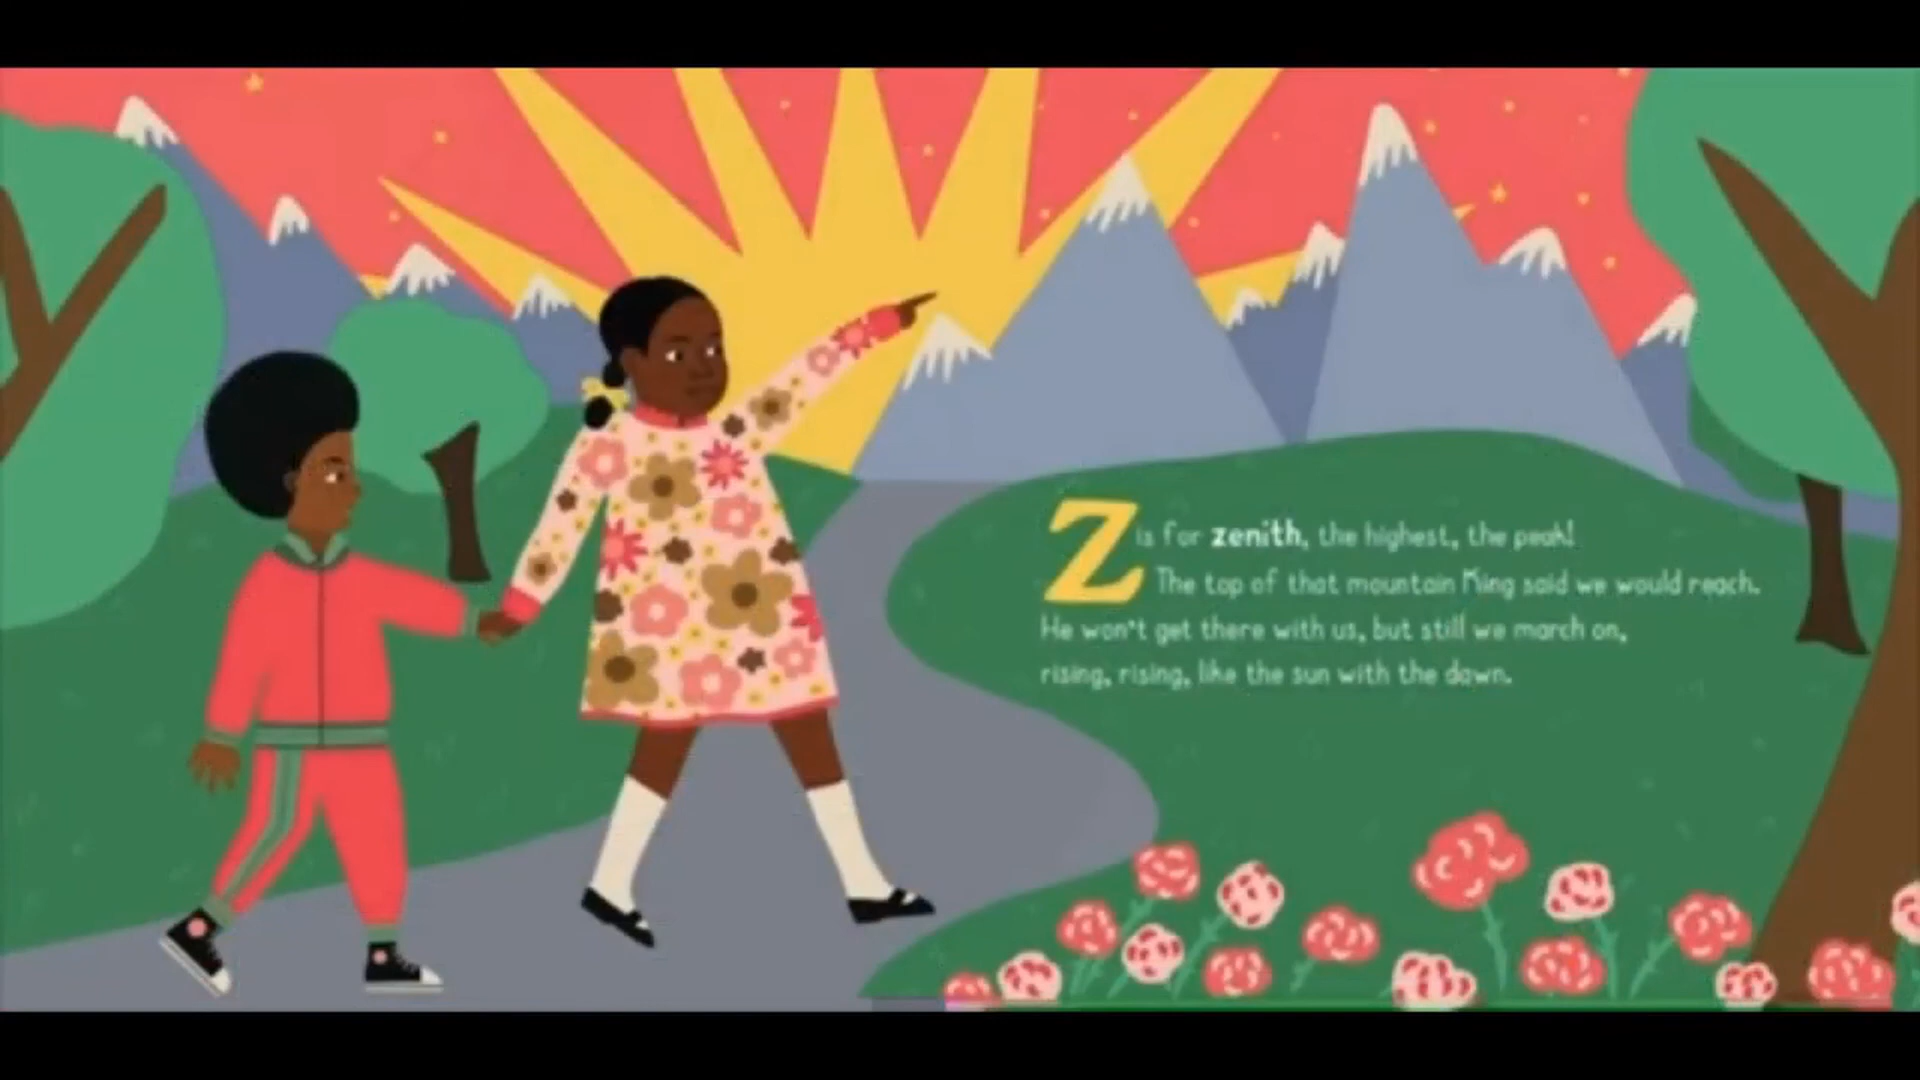 Z is for zenith, the highest, the peak!
The top of that mountain King said we would reach.
He won't get there with us, but still we march on,
rising, rising, like the sun with the dawn.